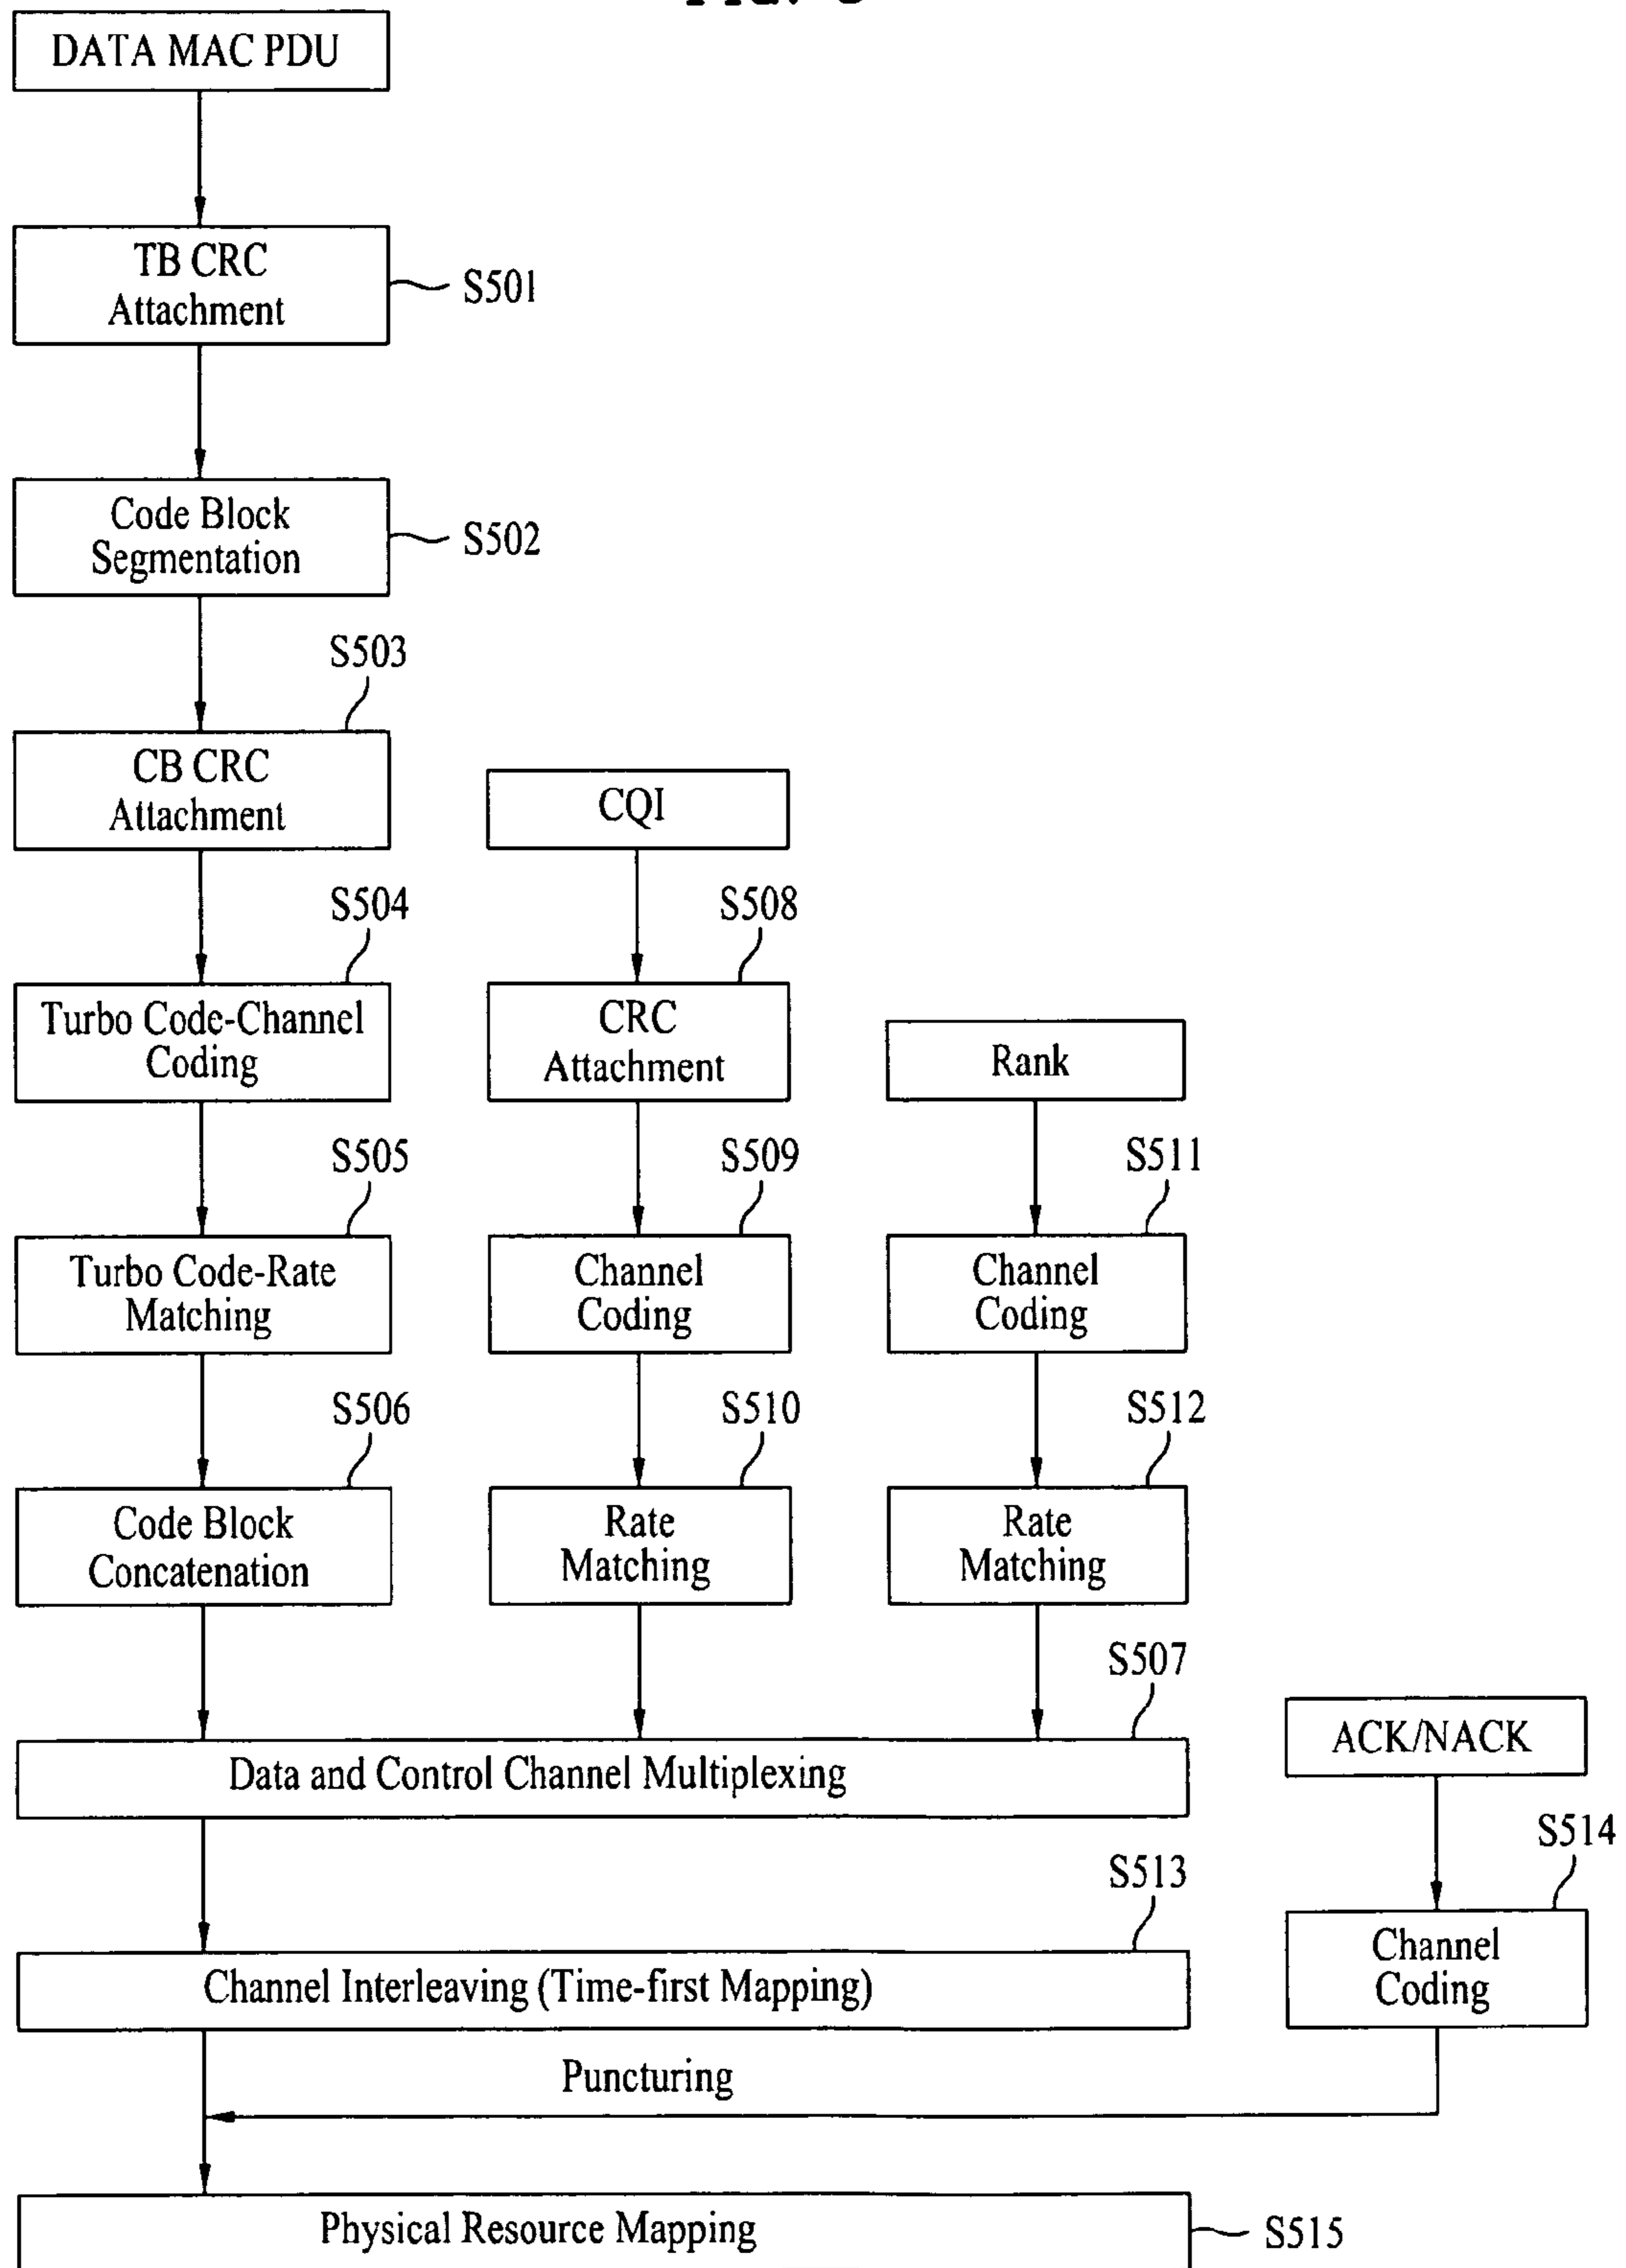 DATA MAC PDU
TB CRC
Attachment
S501
Code Block
Segmentation
S502
S503
CB CRC
Attachment
CQI
S504
S508
Turbo Code-Channel
Coding
CRC
Attachment
Rank
S505
S509
S511
Turbo Code-Rate
Matching
Channel
Coding
Channel
Coding
S506
S510
S512
Code Block
Concatenation
Rate
Matching
Rate
Matching
S507
Data and Control Channel Multiplexing
ACK/NACK
S514
S513
Channel Interleaving (Time-first Mapping)
Channel
Coding
Puncturing
Physical Resource Mapping
S515